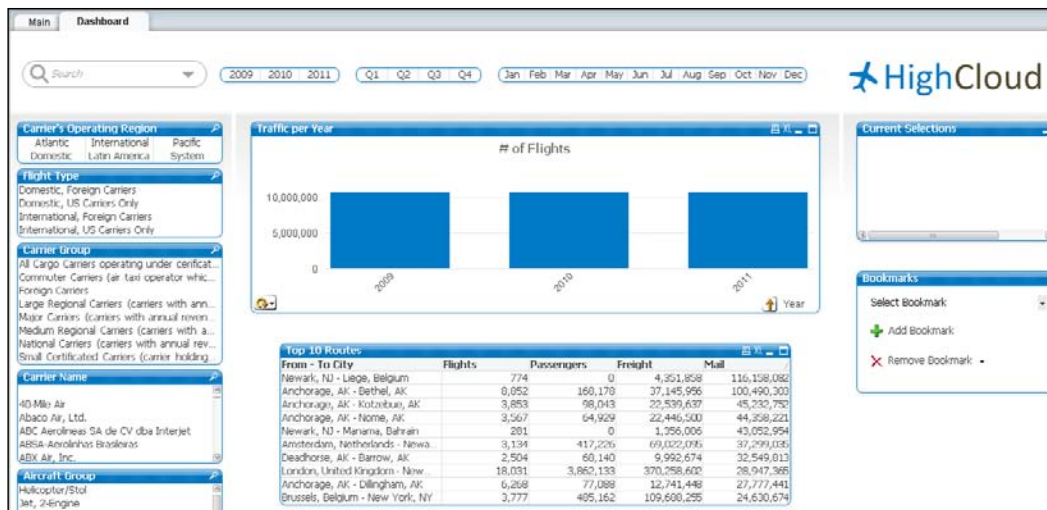 Main Dashboard
Search
2009 2010 2011
Q1 Q2 Q3 Q4
Jan Feb Mar Apr May Jun Jul Aug Sep Oct Nov Dec
HighCloud
Carrier's Operating Region
Atlantic International Pacific
Domestic Latin America System
Flight Type
Domestic, Foreign Carriers
Domestic, US Carriers Only
International, Foreign Carriers
International, US Carriers Only
Carrier Group
All Cargo Carriers operating under cerificat...
Commuter Carriers (air taxi operator whic...
Foreign Carriers
Large Regional Carriers (carriers with ann...
Major Carriers (carriers with annual reven...
Medium Regional Carriers (carriers with a...
National Carriers (carriers with annual rev...
Small Certificated Carriers (carrier holding...
Carrier Name
40-Mile Air
Abaco Air, Ltd.
ABC Aerolineas SA de CV dba Interjet
ABSA-Aerolinhas Brasileiras
ABX Air, Inc.
Aircraft Group
Helicopter/Stol
Jet, 2-Engine
Traffic per Year
XL
# of Flights
10,000,000
5,000,000
0
2009 2010 2011
Year
Top 10 Routes
XL
From - To City Flights Passengers Freight Mail
Newark, NJ - Liege, Belgium 774 0 4,351,858 116,158,082
Anchorage, AK - Bethel, AK 8,852 168,178 37,145,956 100,490,303
Anchorage, AK - Kotzebue, AK 3,853 98,043 22,539,637 45,232,752
Anchorage, AK - Nome, AK 3,567 64,929 22,446,500 44,358,221
Newark, NJ - Manama, Bahrain 281 0 1,356,006 43,052,954
Amsterdam, Netherlands - Newa... 3,134 417,226 69,022,095 37,299,035
Deadhorse, AK - Barrow, AK 2,504 68,140 9,992,674 32,549,813
London, United Kingdom - New... 18,031 3,862,133 370,258,602 28,947,365
Anchorage, AK - Dillingham, AK 6,268 77,088 12,741,448 27,777,441
Brussels, Belgium - New York, NY 3,777 485,162 109,688,255 24,630,674
Current Selections
Bookmarks
Select Bookmark
Add Bookmark
Remove Bookmark